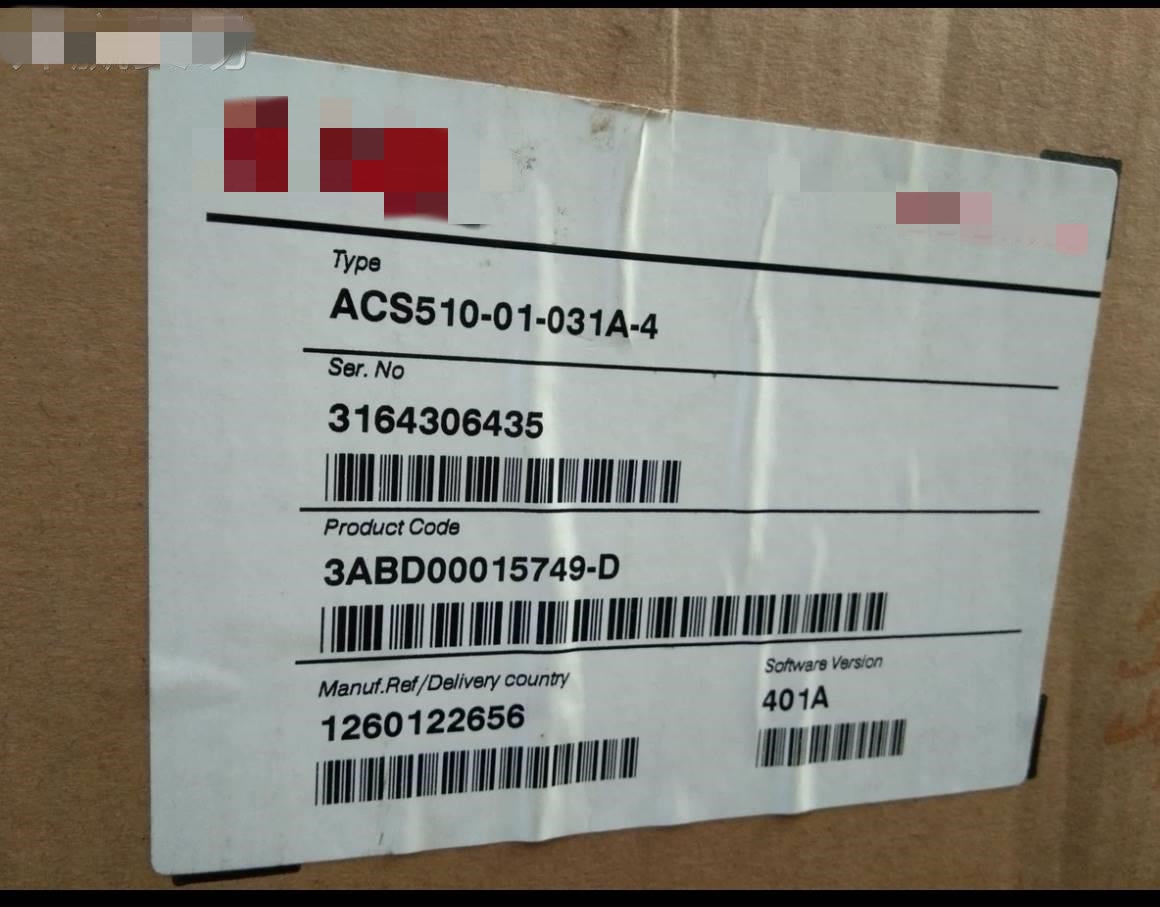 Type
ACS510-01-031A-4
Ser. No
3164306435
Product Code
3ABD00015749-D
Manuf.Ref/Delivery country
1260122656
Software Version
401A